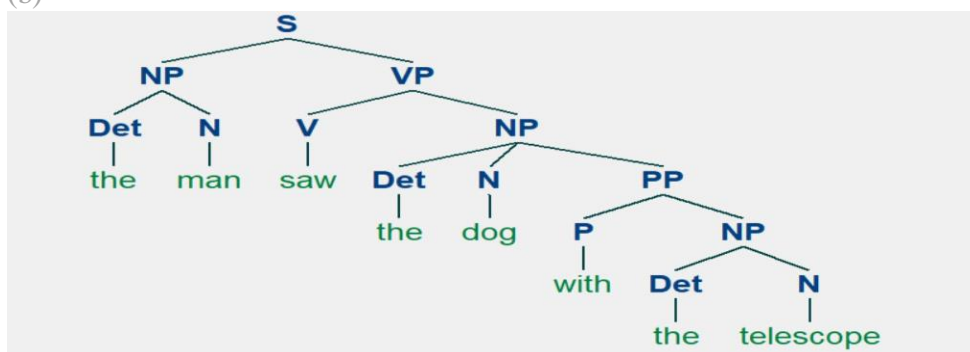 S
NP VP
Det N V NP
the man saw Det N PP
the dog P NP
with Det N
the telescope